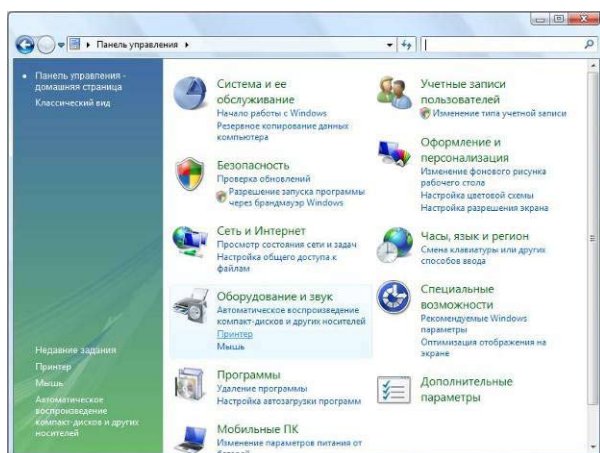 Панель управления
Панель управления -
домашняя страница
Классический вид
Система и ее
обслуживание
Начало работы с Windows
Резервное копирование данных
компьютера
Безопасность
Проверка обновлений
Разрешение запуска программы
через брандмауэр Windows
Сеть и Интернет
Просмотр состояния сети и задач
Настройка общего доступа к
файлам
Оборудование и звук
Автоматическое воспроизведение
компакт-дисков и других носителей
Принтер
Мышь
Программы
Удаление программы
Настройка автозагрузки программ
Мобильные ПК
Изменение параметров питания от
Учетные записи
пользователей
Изменение типа учетной записи
Оформление и
персонализация
Изменение фонового рисунка
рабочего стола
Настройка цветовой схемы
Настройка разрешения экрана
Часы, язык и регион
Смена клавиатуры или других
способов ввода
Специальные
возможности
Рекомендуемые Windows
параметры
Оптимизация отображения на
экране
Дополнительные
параметры
Недавние задания
Принтер
Мышь
Автоматическое
воспроизведение
компакт-дисков и других
носителей